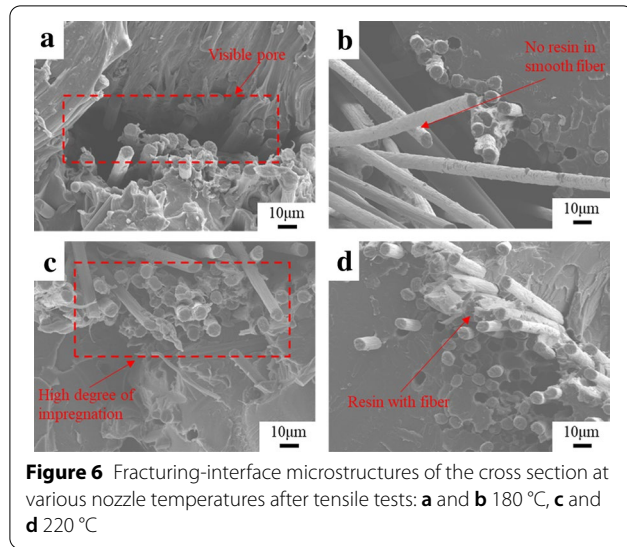 a
Visible pore
10μm
b
No resin in
smooth fiber
10μm
c
High degree of
impregnation
10μm
d
Resin with fiber
10μm
Figure 6 Fracturing-interface microstructures of the cross section at
various nozzle temperatures after tensile tests: a and b 180 °C, c and
d 220 °C